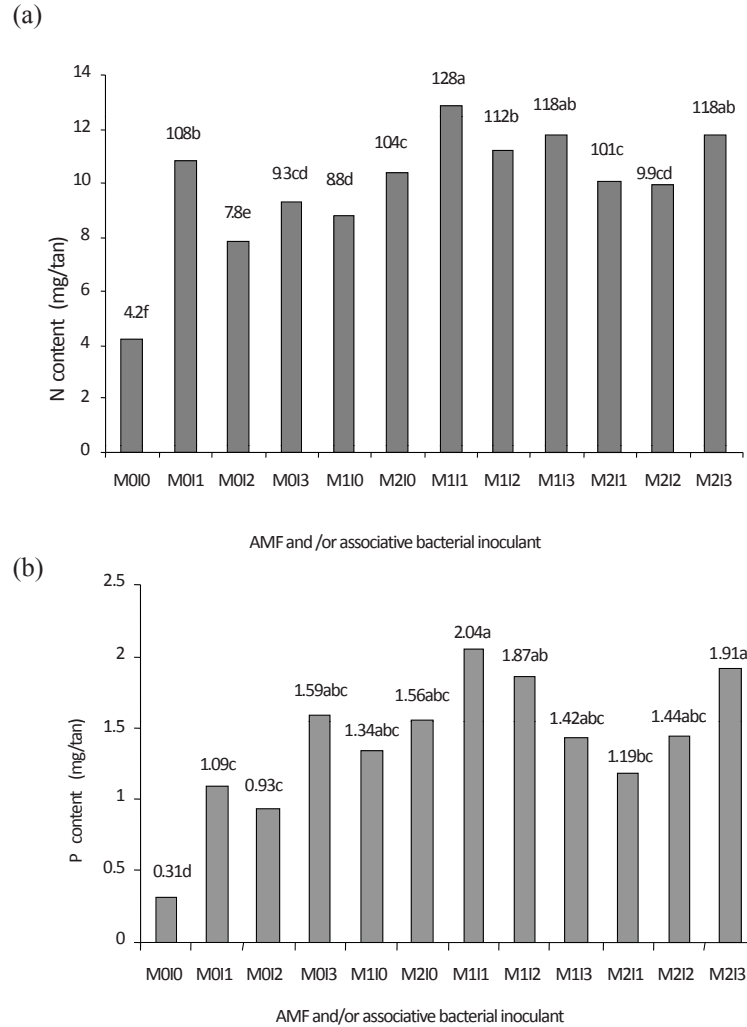 (a)
N content (mg/tan)
14
12
10
8
6
4
2
0
4.2f
108b
7.8e
9.3cd
8.8d
104c
128a
112b
118ab
101c
9.9cd
118ab
M0I0 M0I1 M0I2 M0I3 M1I0 M2I0 M1I1 M1I2 M1I3 M2I1 M2I2 M2I3
AMF and /or associative bacterial inoculant
(b)
P content (mg/tan)
2.5
2
1.5
1
0.5
0
0.31d
1.09c
0.93c
1.59abc
1.34abc
1.56abc
2.04a
1.87ab
1.42abc
1.19bc
1.44abc
1.91a
M0I0 M0I1 M0I2 M0I3 M1I0 M2I0 M1I1 M1I2 M1I3 M2I1 M2I2 M2I3
AMF and/or associative bacterial inoculant